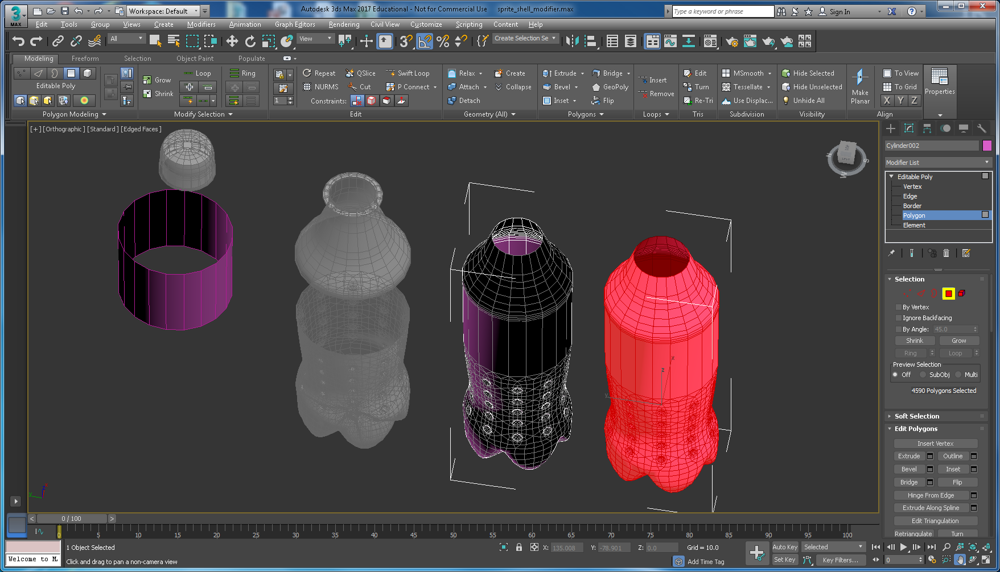 Workspace: Default
Autodesk 3ds Max 2017 Educational - Not for Commercial Use sprite_shell_modifier.max
Type a keyword or phrase
Sign In
3
MAX
Edit Tools Group Views Create Modifiers Animation Graph Editors Rendering Civil View Customize Scripting Content Help
All
View
Create Selection Se
Modeling Freeform Selection Object Paint Populate
Editable Poly
Polygon Modeling
Grow
Shrink
Loop
Ring
Modify Selection
1
Repeat QSlice Swift Loop
NURMS Cut P Connect
Constraints:
Edit
Relax Create
Attach Collapse
Detach
Geometry (All)
Extrude Bridge
Bevel GeoPoly
Inset Flip
Polygons
Insert
Remove
Loops
Edit
Turn
Re-Tri
Tris
MSmooth
Tessellate
Use Displac...
Subdivision
Hide Selected
Hide Unselected
Unhide All
Visibility
Make
Planar
To View
To Grid
X Y Z
Align
Properties
[+] [Orthographic ] [Standard ] [Edged Faces ]
Cylinder002
Modifier List
Editable Poly
Vertex
Edge
Border
Polygon
Element
Selection
By Vertex
Ignore Backfacing
By Angle: 45.0
Shrink Grow
Ring Loop
Preview Selection
Off SubObj Multi
4590 Polygons Selected
Soft Selection
Edit Polygons
Insert Vertex
Extrude Outline
Bevel Inset
Bridge Flip
Hinge From Edge
Extrude Along Spline
Edit Triangulation
Retriangulate Turn
z
x
y
< 0 / 100 >
0 5 10 15 20 25 30 35 40 45 50 55 60 65 70 75 80 85 90 95 100
1 Object Selected
X: 135.008 Y: -78.901 Z: 0.0 Grid = 10.0
Auto Key Selected
Welcome to M
Click and drag to pan a non-camera view
Add Time Tag
Set Key Key Filters...
0